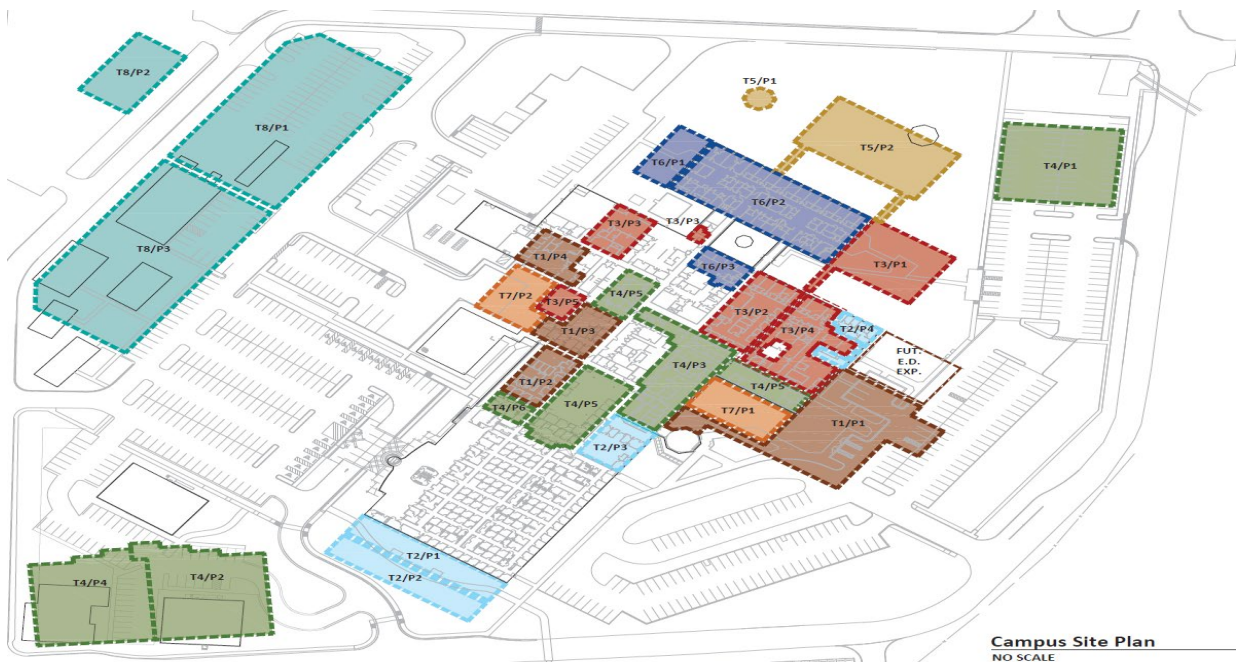 T8/P2
T5/P1
T8/P1
T5/P2
T4/P1
T6/P1
T6/P2
T3/P3
T3/P3
T8/P3
T1/P4
T6/P3
T3/P1
T7/P2
T3/P5
T4/P5
T3/P2
T3/P4
T2/P4
T1/P3
FUT.
E.D.
EXP.
T4/P3
T4/P5
T1/P2
T4/P6
T4/P5
T7/P1
T1/P1
T2/P3
T2/P1
T2/P2
T4/P4
T4/P2
Campus Site Plan
NO SCALE